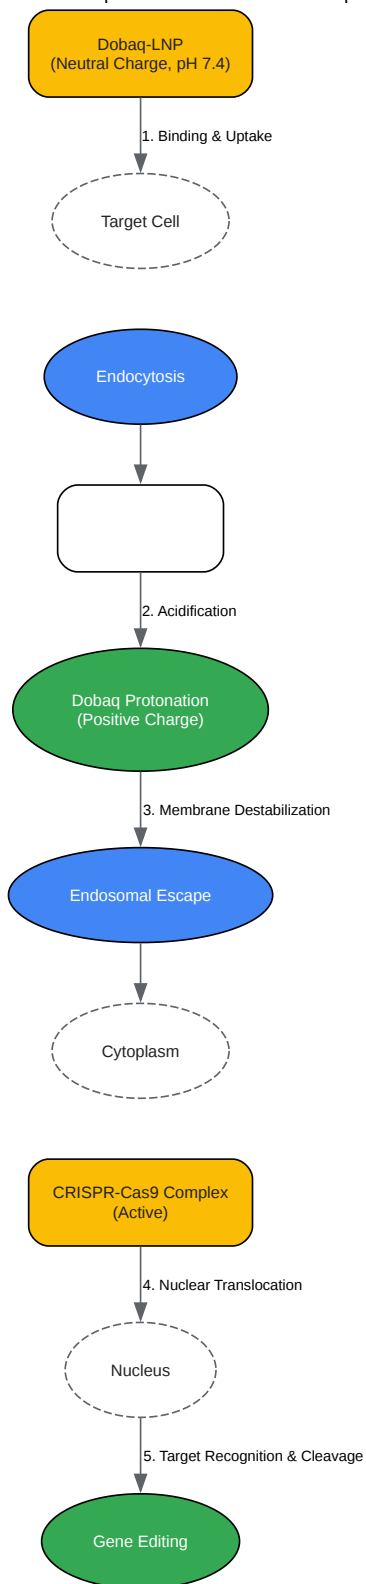 Dobaq-LNP
(Neutral Charge, pH 7.4)
1. Binding & Uptake
Target Cell
Endocytosis
2. Acidification
Dobaq Protonation
(Positive Charge)
3. Membrane Destabilization
Endosomal Escape
Cytoplasm
CRISPR-Cas9 Complex
(Active)
4. Nuclear Translocation
Nucleus
5. Target Recognition & Cleavage
Gene Editing